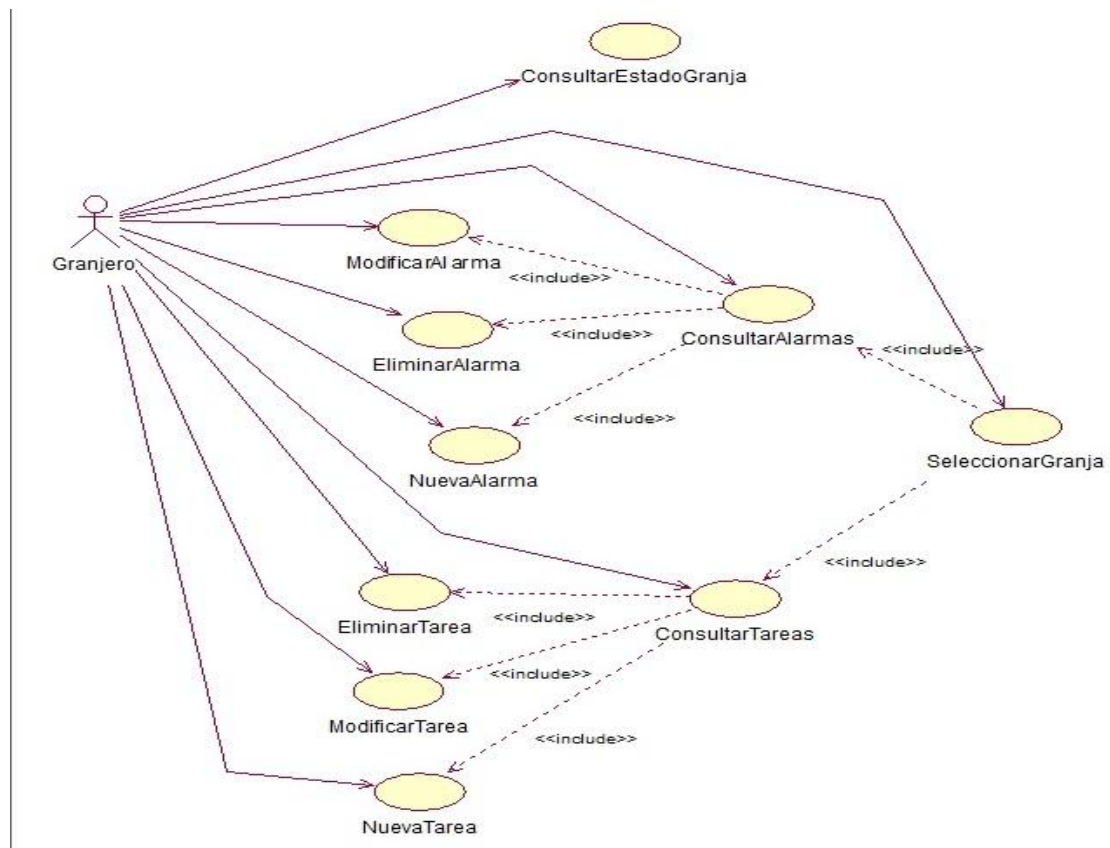 ConsultarEstadoGranja
Granjero
ModificarAlarma
<<include>>
<<include>>
ConsultarAlarmas
<<include>>
EliminarAlarma
<<include>>
NuevaAlarma
SeleccionarGranja
<<include>>
EliminarTarea
<<include>>
ConsultarTareas
<<include>>
ModificarTarea
<<include>>
NuevaTarea